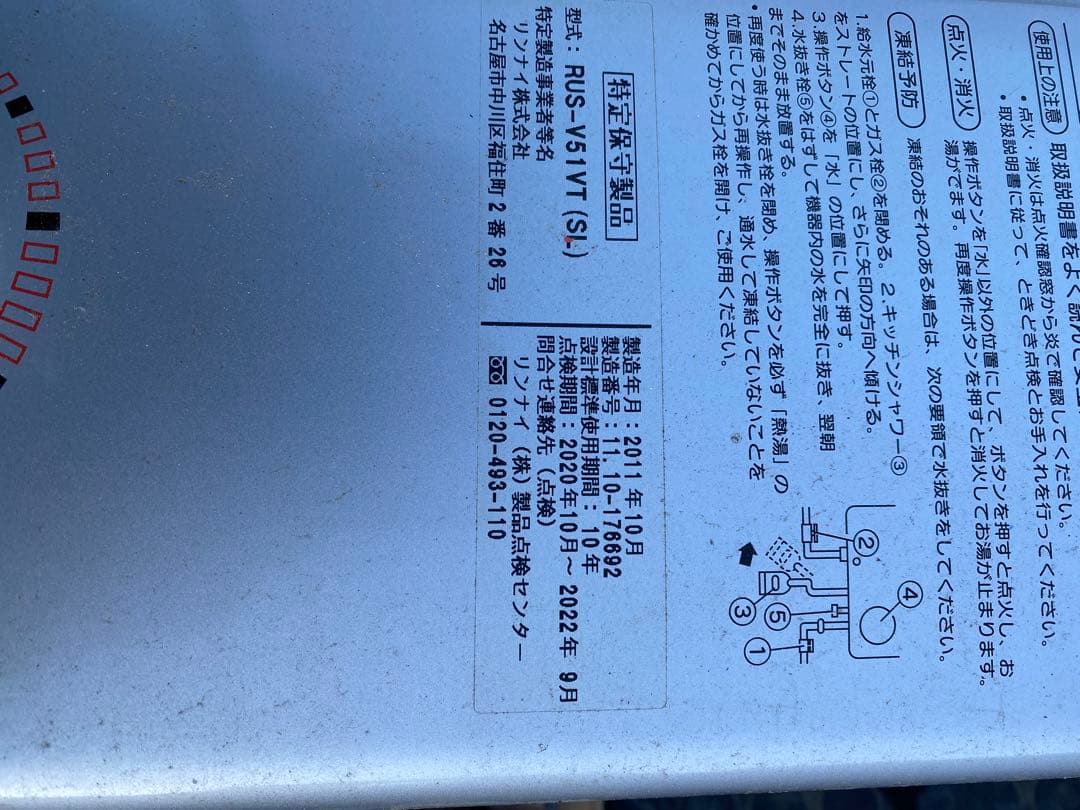 使用上の注意 取扱説明書をよく読んで安全
・点火・消火は点火確認窓から炎で確認してください。
・取扱説明書に従って、ときどき点検とお手入れを行ってください。
点火・消火 操作ボタンを「水」以外の位置にして、ボタンを押すと点火し、お
湯がでます。再度操作ボタンを押すと消火してお湯が止まります。
凍結予防 凍結のおそれのある場合は、次の要領で水抜きをしてください。
1.給水元栓①とガス栓②を閉める。2.キッチンシャワー③
をストレートの位置にし、さらに矢印の方向へ傾ける。
3.操作ボタン④を「水」の位置にして押す。
4.水抜き栓⑤をはずして機器内の水を完全に抜き、翌朝
までそのまま放置する。
・再度使う時は水抜き栓を閉め、操作ボタンを必ず「熱湯」の
位置にしてから再操作し、通水して凍結していないことを
確かめてからガス栓を開け、ご使用ください。
②
④
③
⑤
①
特定保守製品
型式：RUS-V51VT(SL)
特定製造事業者等名
リンナイ株式会社
名古屋市中川区福住町2番26号
製造年月：2011年10月
製造番号：11.10-176692
設計標準使用期間：10年
点検期間：2020年10月～2022年9月
問合せ連絡先（点検）
リンナイ（株）製品点検センター
0120-493-110